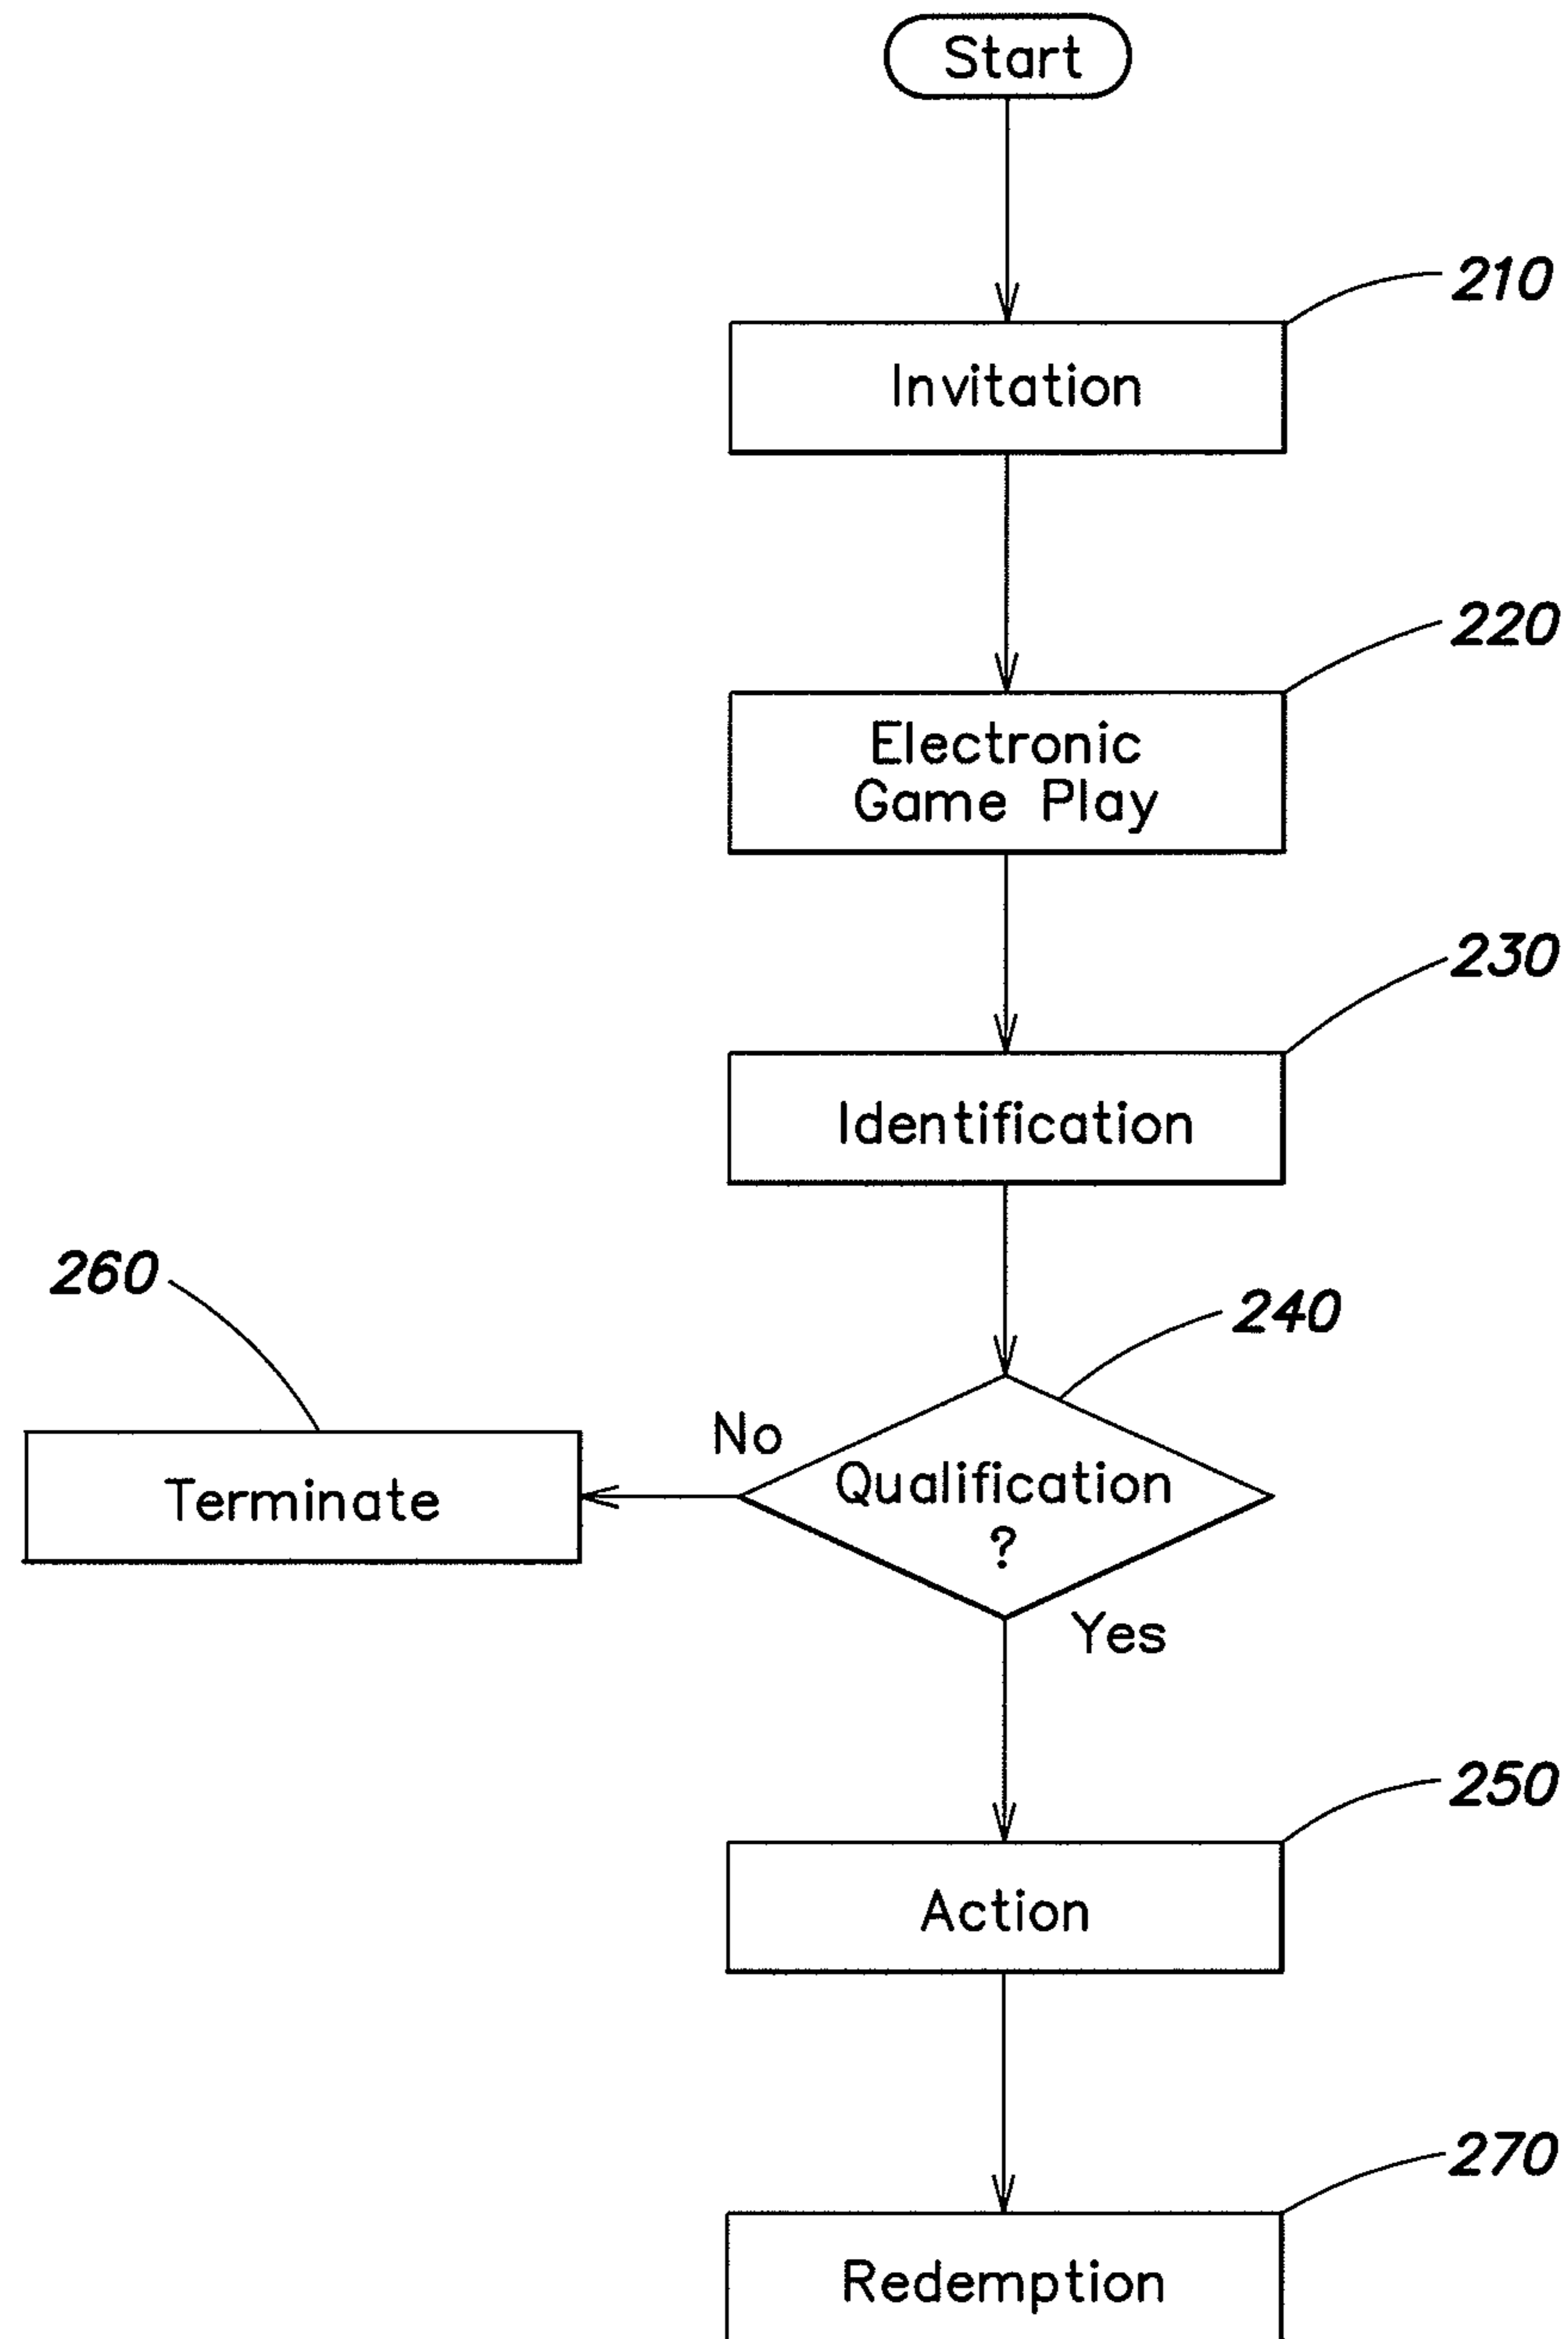 Start
210
Invitation
220
Electronic
Game Play
230
Identification
260
240
No
Qualification
?
Terminate
Yes
250
Action
270
Redemption